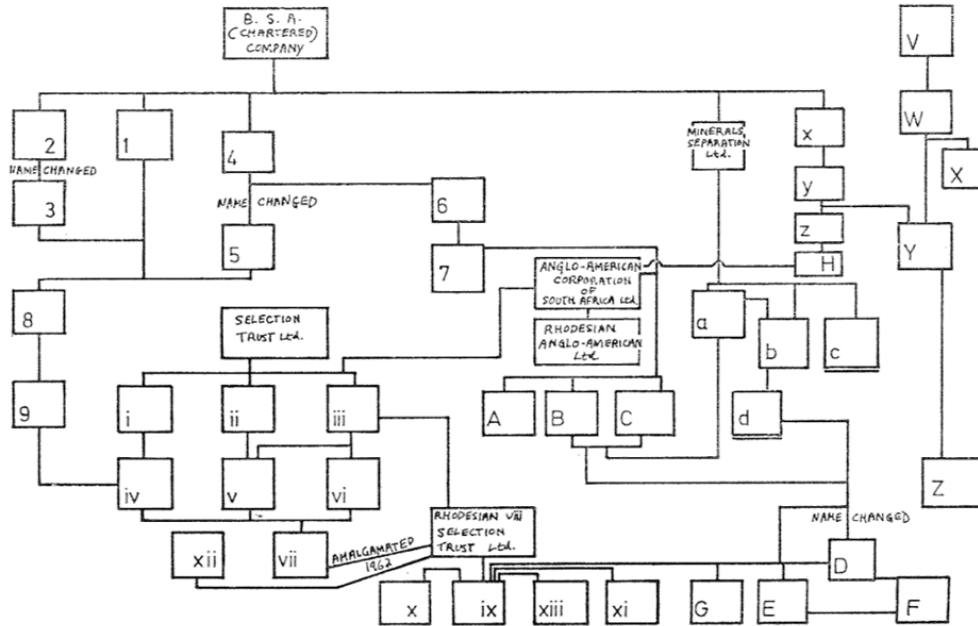 B. S. A.
(CHARTERED)
COMPANY
V
2
1
4
MINERALS
SEPARATION
Ltd.
x
W
X
NAME CHANGED
3
NAME CHANGED
6
y
5
7
z
Y
H
8
ANGLO-AMERICAN
CORPORATION
OF
SOUTH AFRICA Ltd.
SELECTION
TRUST Ltd.
RHODESIAN
ANGLO-AMERICAN
Ltd.
a
b
c
9
i
ii
iii
A
B
C
d
iv
v
vi
Z
xii
vii
AMALGAMATED
1962
RHODESIAN viii
SELECTION
TRUST Ltd.
NAME CHANGED
D
x
ix
xiii
xi
G
E
F